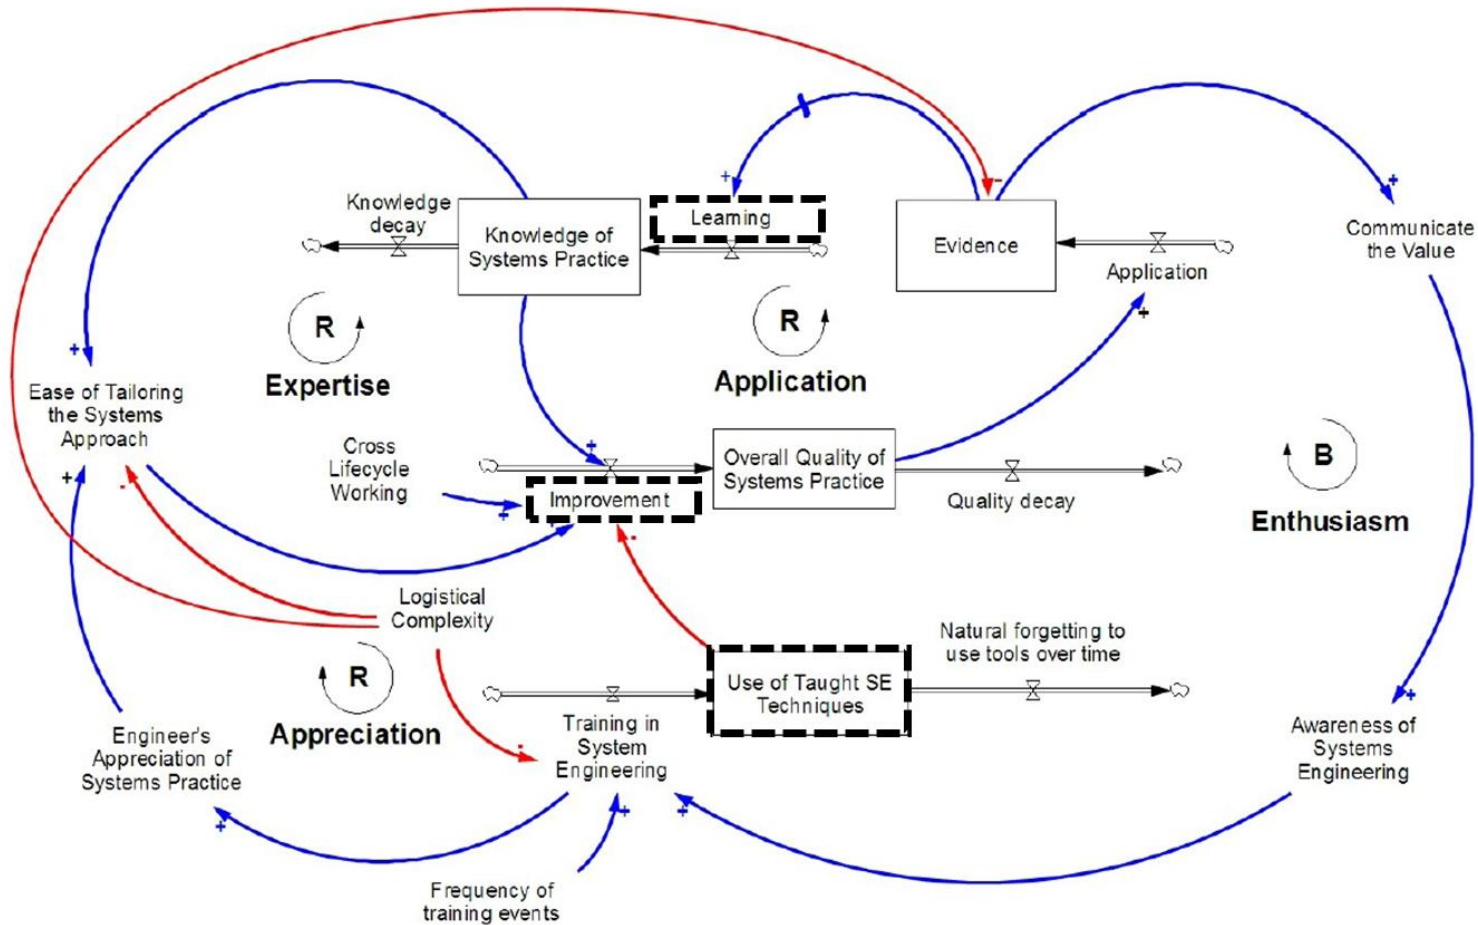 Knowledge
decay
Knowledge of
Systems Practice
+
Learning
-
Evidence
Application
+
Communicate
the Value
R
Expertise
R
Application
+
+
Ease of Tailoring
the Systems
Approach
+
-
Cross
Lifecycle
Working
+
+
Improvement
+
-
Overall Quality of
Systems Practice
Quality decay
B
Enthusiasm
Logistical
Complexity
R
Appreciation
-
Training in
System
Engineering
Use of Taught SE
Techniques
Natural forgetting to
use tools over time
+
Awareness of
Systems
Engineering
Engineer's
Appreciation of
Systems Practice
+
+
+
Frequency of
training events